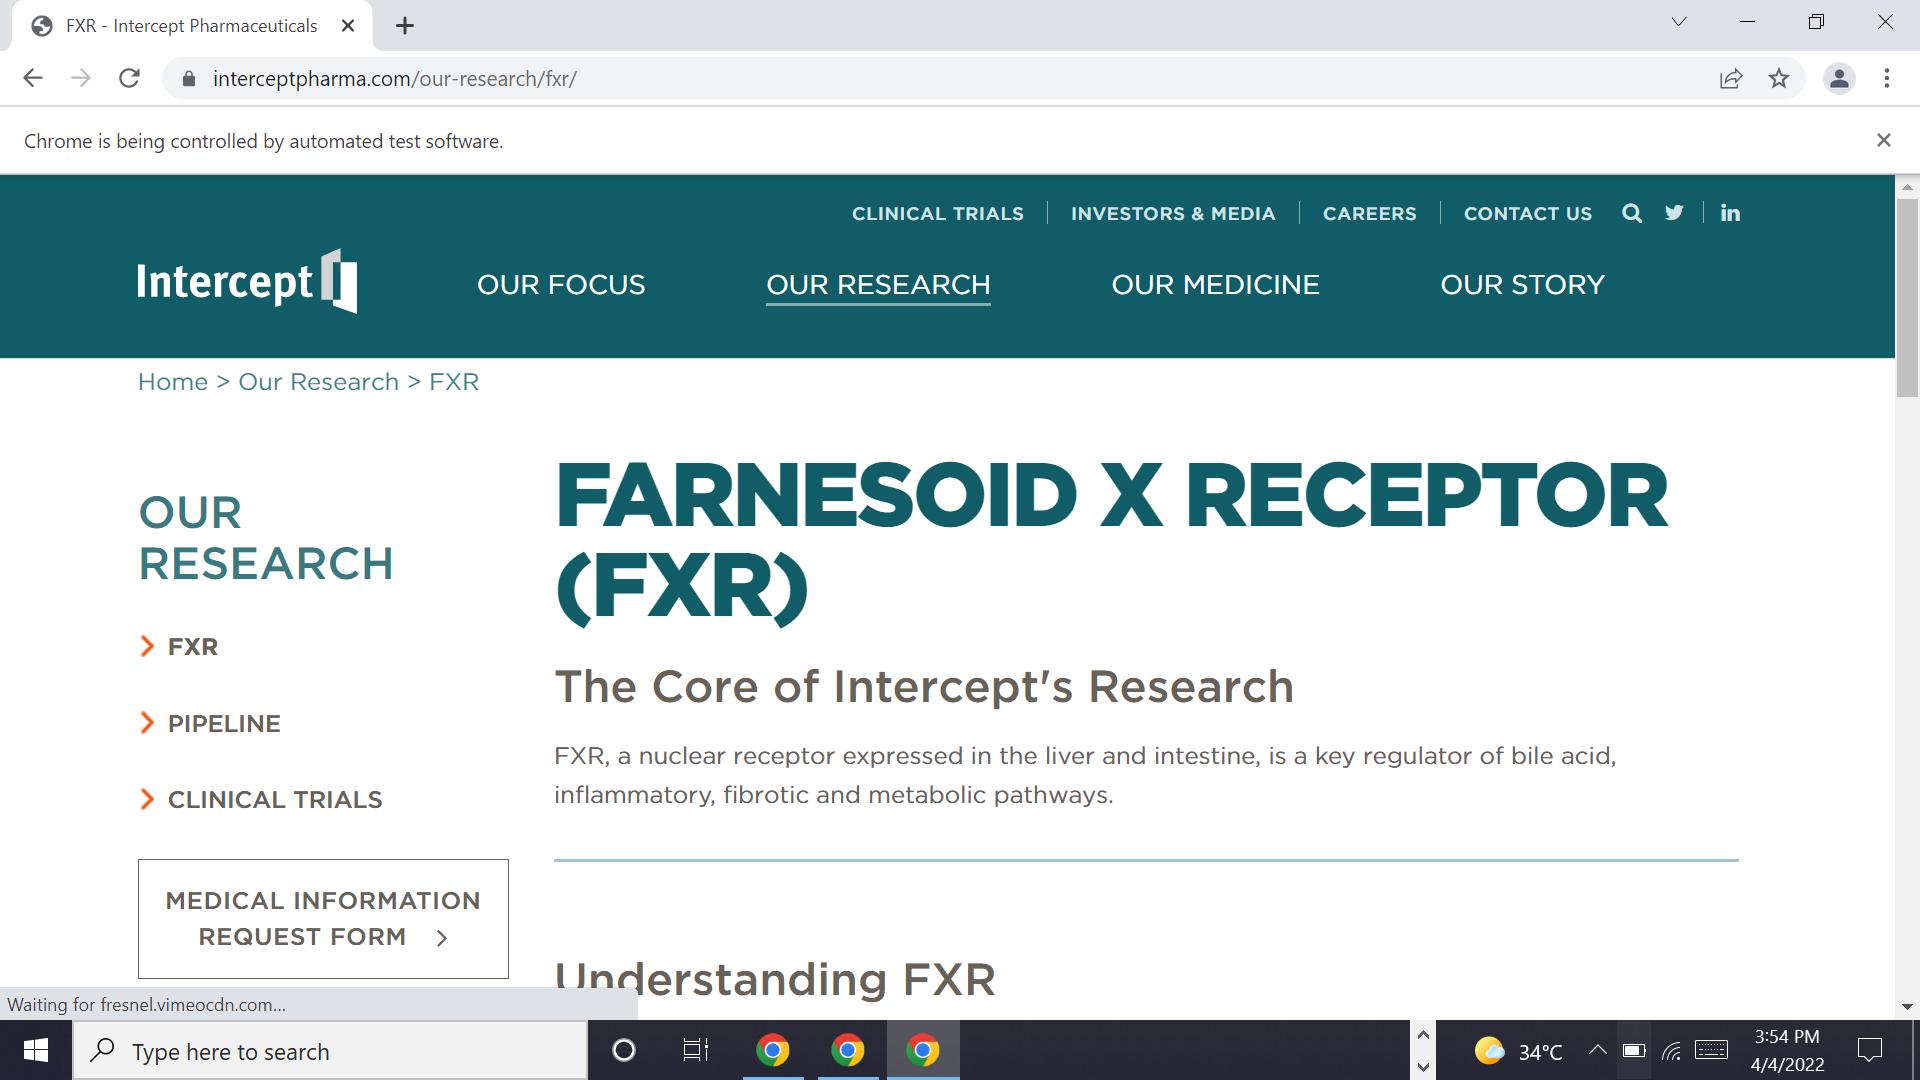 FXR - Intercept Pharmaceuticals
interceptpharma.com/our-research/fxr/
Chrome is being controlled by automated test software.
CLINICAL TRIALS
INVESTORS & MEDIA
CAREERS
CONTACT US
in
Intercept
OUR FOCUS
OUR RESEARCH
OUR MEDICINE
OUR STORY
Home > Our Research > FXR
OUR
RESEARCH
FXR
PIPELINE
CLINICAL TRIALS
MEDICAL INFORMATION
REQUEST FORM
FARNESOID X RECEPTOR
(FXR)
The Core of Intercept's Research
FXR, a nuclear receptor expressed in the liver and intestine, is a key regulator of bile acid,
inflammatory, fibrotic and metabolic pathways.
Understanding FXR
Waiting for fresnel.vimeocdn.com...
Type here to search
34°C
3:54 PM
4/4/2022